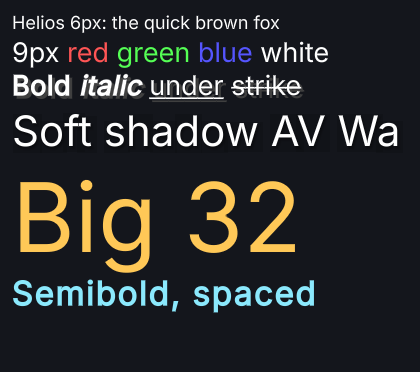 Helios 6px: the quick brown fox
9px red green blue white
Bold italic under strike
Soft shadow AV Wa
Big 32
Semibold, spaced